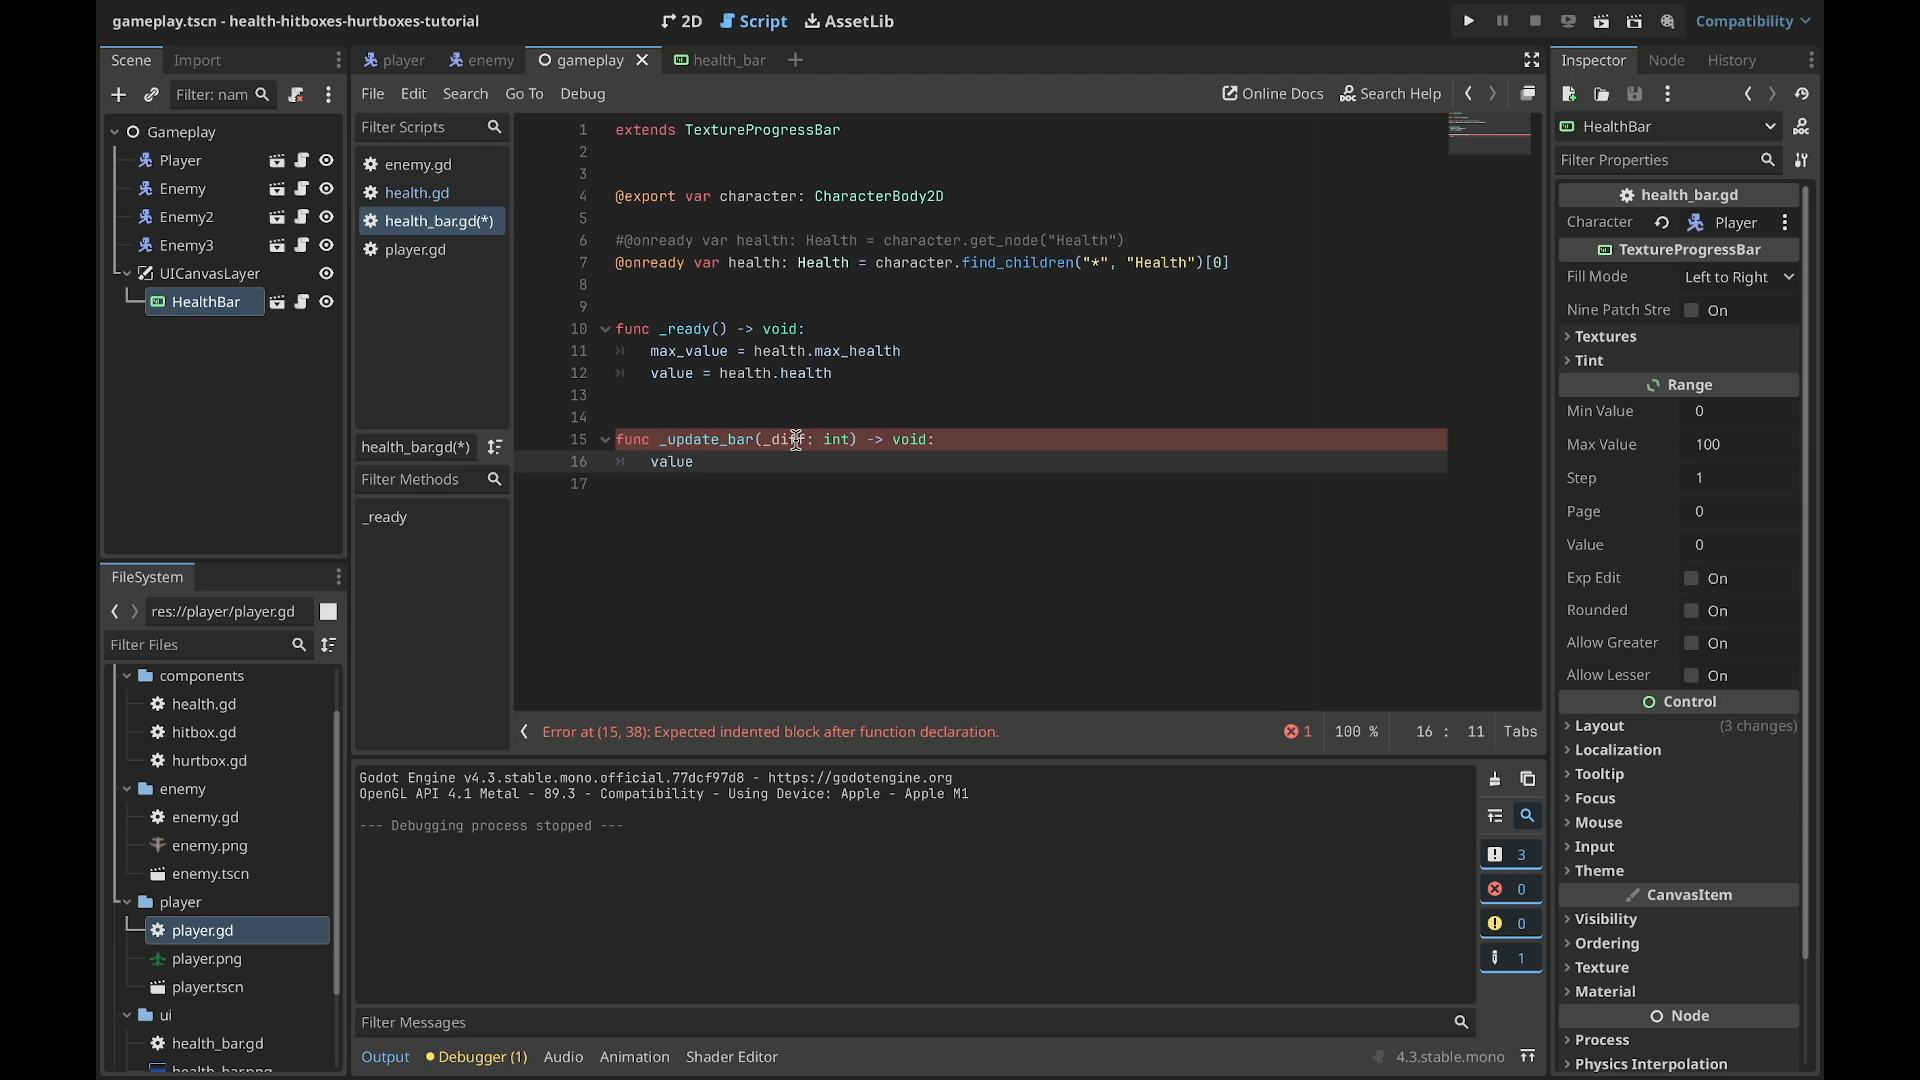 gameplay.tscn - health-hitboxes-hurtboxes-tutorial
2D Script AssetLib
Compatibility
Scene Import
Filter: nam
Gameplay
Player
Enemy
Enemy2
Enemy3
UICanvasLayer
HealthBar
FileSystem
res://player/player.gd
Filter Files
components
health.gd
hitbox.gd
hurtbox.gd
enemy
enemy.gd
enemy.png
enemy.tscn
player
player.gd
player.png
player.tscn
ui
health_bar.gd
health_bar.png
player enemy gameplay health_bar
File Edit Search Go To Debug
Online Docs Search Help
Filter Scripts
enemy.gd
health.gd
health_bar.gd(*)
player.gd
health_bar.gd(*)
Filter Methods
_ready
1 extends TextureProgressBar
2
3
4 @export var character: CharacterBody2D
5
6 #@onready var health: Health = character.get_node("Health")
7 @onready var health: Health = character.find_children("*", "Health")[0]
8
9
10 func _ready() -> void:
11 max_value = health.max_health
12 value = health.health
13
14
15 func _update_bar(_diff: int) -> void:
16 value
17
Error at (15, 38): Expected indented block after function declaration.
1 100 % 16 : 11 Tabs
Godot Engine v4.3.stable.mono.official.77dcf97d8 - https://godotengine.org
OpenGL API 4.1 Metal - 89.3 - Compatibility - Using Device: Apple - Apple M1
--- Debugging process stopped ---
3
0
0
1
Filter Messages
Output Debugger (1) Audio Animation Shader Editor
4.3.stable.mono
Inspector Node History
HealthBar
Filter Properties
health_bar.gd
Character Player
TextureProgressBar
Fill Mode Left to Right
Nine Patch Stre On
Textures
Tint
Range
Min Value 0
Max Value 100
Step 1
Page 0
Value 0
Exp Edit On
Rounded On
Allow Greater On
Allow Lesser On
Control
Layout (3 changes)
Localization
Tooltip
Focus
Mouse
Input
Theme
CanvasItem
Visibility
Ordering
Texture
Material
Node
Process
Physics Interpolation